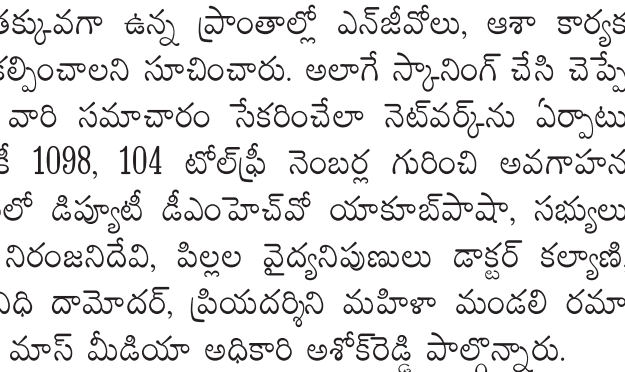 తక్కువగా ఉన్న ప్రాంతాల్లో ఎన్‌జీవోలు, ఆశా కార్యక
కల్పించాలని సూచించారు. అలాగే స్కానింగ్ చేసి చెప్పే
వారి సమాచారం సేకరించేలా నెట్‌వర్క్‌ను ఏర్పాటు
కీ 1098, 104 టోల్‌ఫ్రీ నెంబర్ల గురించి అవగాహన
లో డిప్యూటీ డీఎంహెచ్‌వో యాకూబ్‌పాషా, సభ్యులు
నిరంజనిదేవి, పిల్లల వైద్యనిపుణులు డాక్టర్ కల్యాణి,
దామోదర్, ప్రియదర్శిని మహిళా మండలి రమా
మాస్ మీడియా అధికారి అశోక్‌రెడ్డి పాల్గొన్నారు.